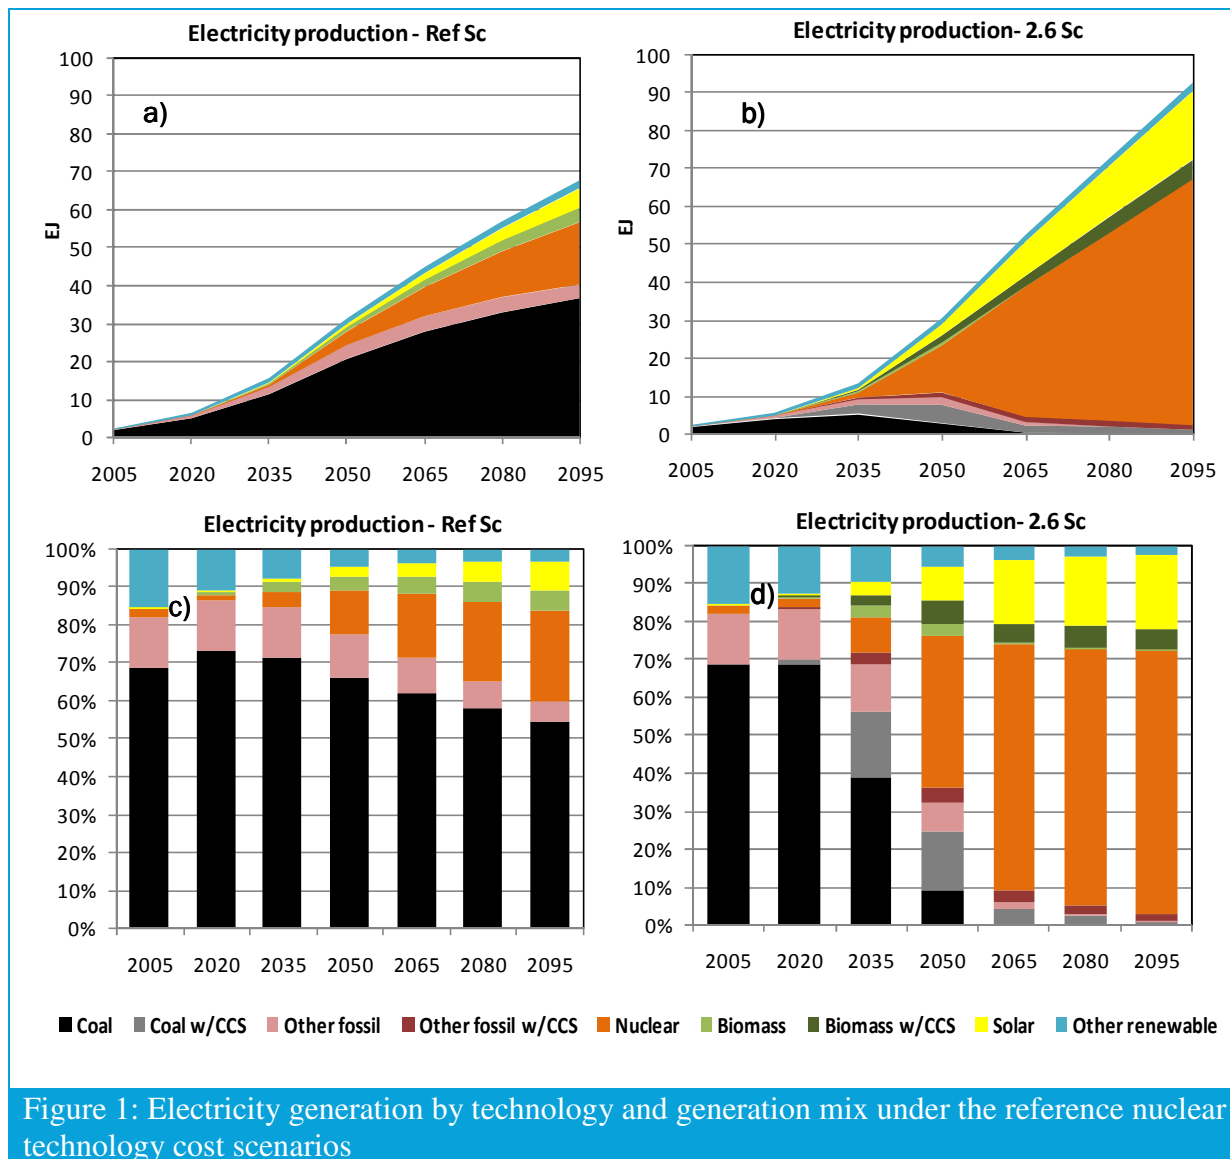 Electricity production - Ref Sc
a)
EJ
100
90
80
70
60
50
40
30
20
10
0
2005 2020 2035 2050 2065 2080 2095
Electricity production- 2.6 Sc
b)
EJ
100
90
80
70
60
50
40
30
20
10
0
2005 2020 2035 2050 2065 2080 2095
Electricity production - Ref Sc
c)
100%
90%
80%
70%
60%
50%
40%
30%
20%
10%
0%
2005 2020 2035 2050 2065 2080 2095
Electricity production- 2.6 Sc
d)
100%
90%
80%
70%
60%
50%
40%
30%
20%
10%
0%
2005 2020 2035 2050 2065 2080 2095
Coal Coal w/CCS Other fossil Other fossil w/CCS Nuclear Biomass Biomass w/CCS Solar Other renewable
Figure 1: Electricity generation by technology and generation mix under the reference nuclear
technology cost scenarios